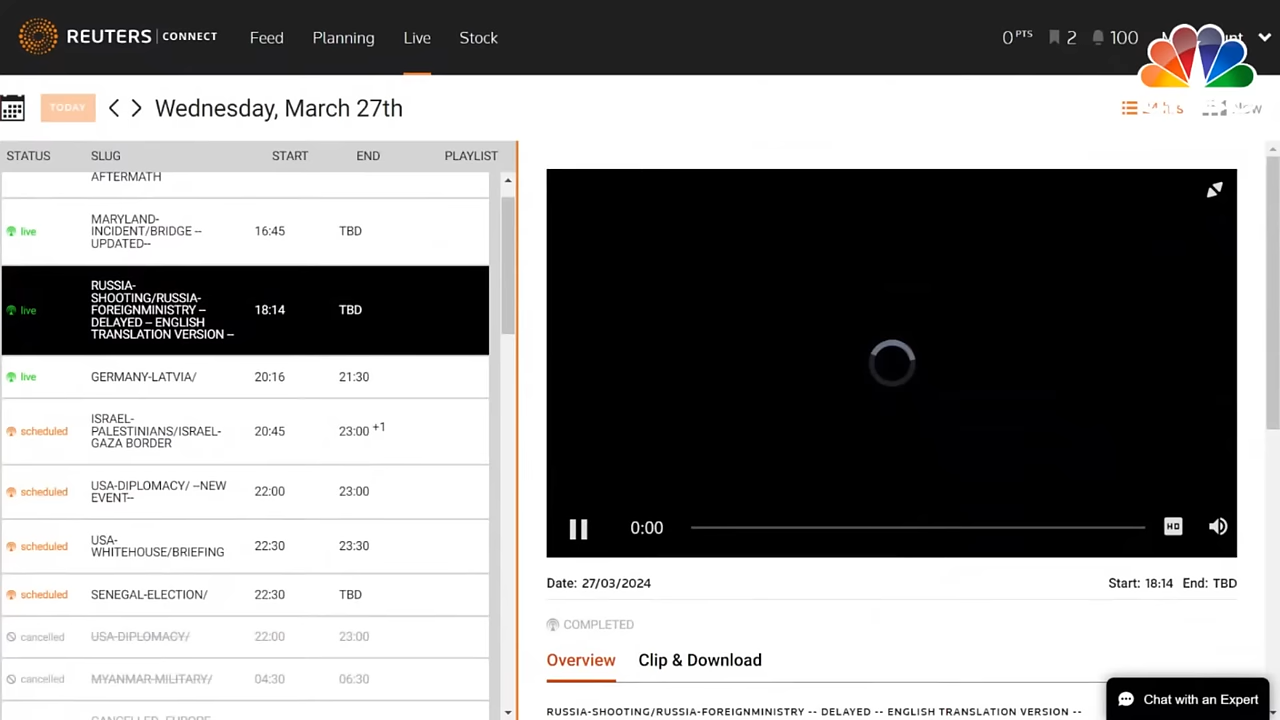 REUTERS CONNECT Feed Planning Live Stock 0 PTS 2 100
TODAY Wednesday, March 27th
STATUS SLUG START END PLAYLIST
AFTERMATH
live MARYLAND-
INCIDENT/BRIDGE --
UPDATED-- 16:45 TBD
live RUSSIA-
SHOOTING/RUSSIA-
FOREIGNMINISTRY --
DELAYED -- ENGLISH
TRANSLATION VERSION -- 18:14 TBD
live GERMANY-LATVIA/ 20:16 21:30
scheduled ISRAEL-
PALESTINIANS/ISRAEL-
GAZA BORDER 20:45 23:00 +1
scheduled USA-DIPLOMACY/ --NEW
EVENT-- 22:00 23:00
scheduled USA-
WHITEHOUSE/BRIEFING 22:30 23:30
scheduled SENEGAL-ELECTION/ 22:30 TBD
cancelled USA-DIPLOMACY/ 22:00 23:00
cancelled MYANMAR-MILITARY/ 04:30 06:30
0:00 HD
Date: 27/03/2024 Start: 18:14 End: TBD
COMPLETED
Overview Clip & Download
RUSSIA-SHOOTING/RUSSIA-FOREIGNMINISTRY -- DELAYED -- ENGLISH TRANSLATION VERSION --
Chat with an Expert